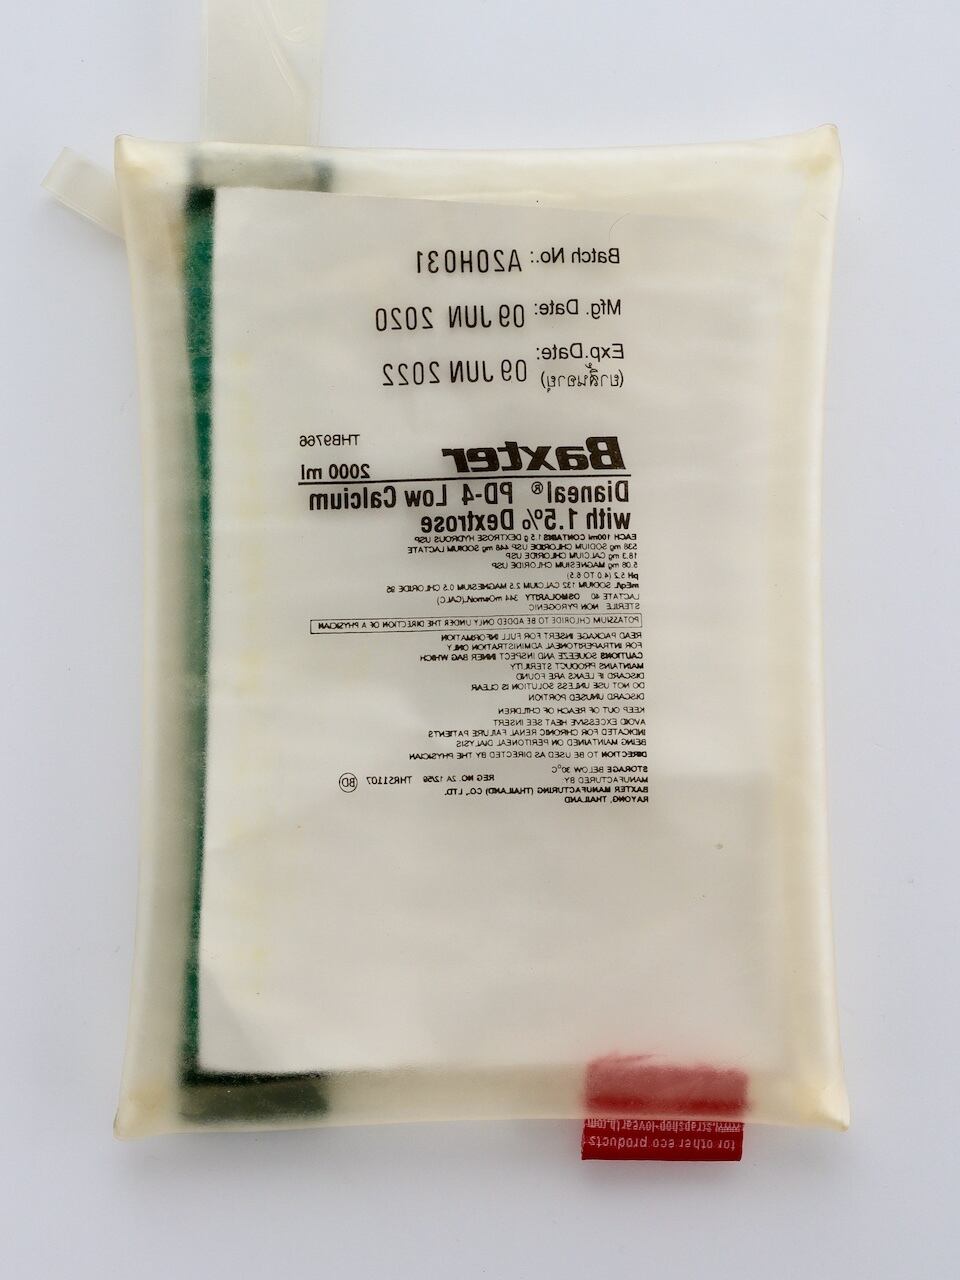 Batch No.: A20H031
Mfg. Date: 09 JUN 2020
Exp.Date: 09 JUN 2022
(ยาสิ้นอายุ)
THB9766
Baxter 2000 ml
Dianeal® PD-4 Low Calcium
with 1.5% Dextrose
EACH 100ml CONTAINS 1.5 g DEXTROSE HYDROUS USP
538 mg SODIUM CHLORIDE USP 448 mg SODIUM LACTATE
18.3 mg CALCIUM CHLORIDE USP
5.08 mg MAGNESIUM CHLORIDE USP
pH 5.2 (4.0 TO 6.5)
mEq/L SODIUM 132 CALCIUM 2.5 MAGNESIUM 0.5 CHLORIDE 95
LACTATE 40 OSMOLARITY 344 mOsmol/L(CALC)
STERILE NON PYROGENIC
POTASSIUM CHLORIDE TO BE ADDED ONLY UNDER THE DIRECTION OF A PHYSICIAN
READ PACKAGE INSERT FOR FULL INFORMATION
FOR INTRAPERITONEAL ADMINISTRATION ONLY
CAUTIONS SQUEEZE AND INSPECT INNER BAG WHICH
MAINTAINS PRODUCT STERILITY
DISCARD IF LEAKS ARE FOUND
DO NOT USE UNLESS SOLUTION IS CLEAR
DISCARD UNUSED PORTION
KEEP OUT OF REACH OF CHILDREN
AVOID EXCESSIVE HEAT SEE INSERT
INDICATED FOR CHRONIC RENAL FAILURE PATIENTS
BEING MAINTAINED ON PERITONEAL DIALYSIS
DIRECTION TO BE USED AS DIRECTED BY THE PHYSICIAN
STORAGE BELOW 30°C
MANUFACTURED BY: REG. NO. 2A 12/59 THRS1107 BD
BAXTER MANUFACTURING (THAILAND) CO., LTD.
RAYONG, THAILAND
www.scrapshop-lovear.th.com
for other eco products